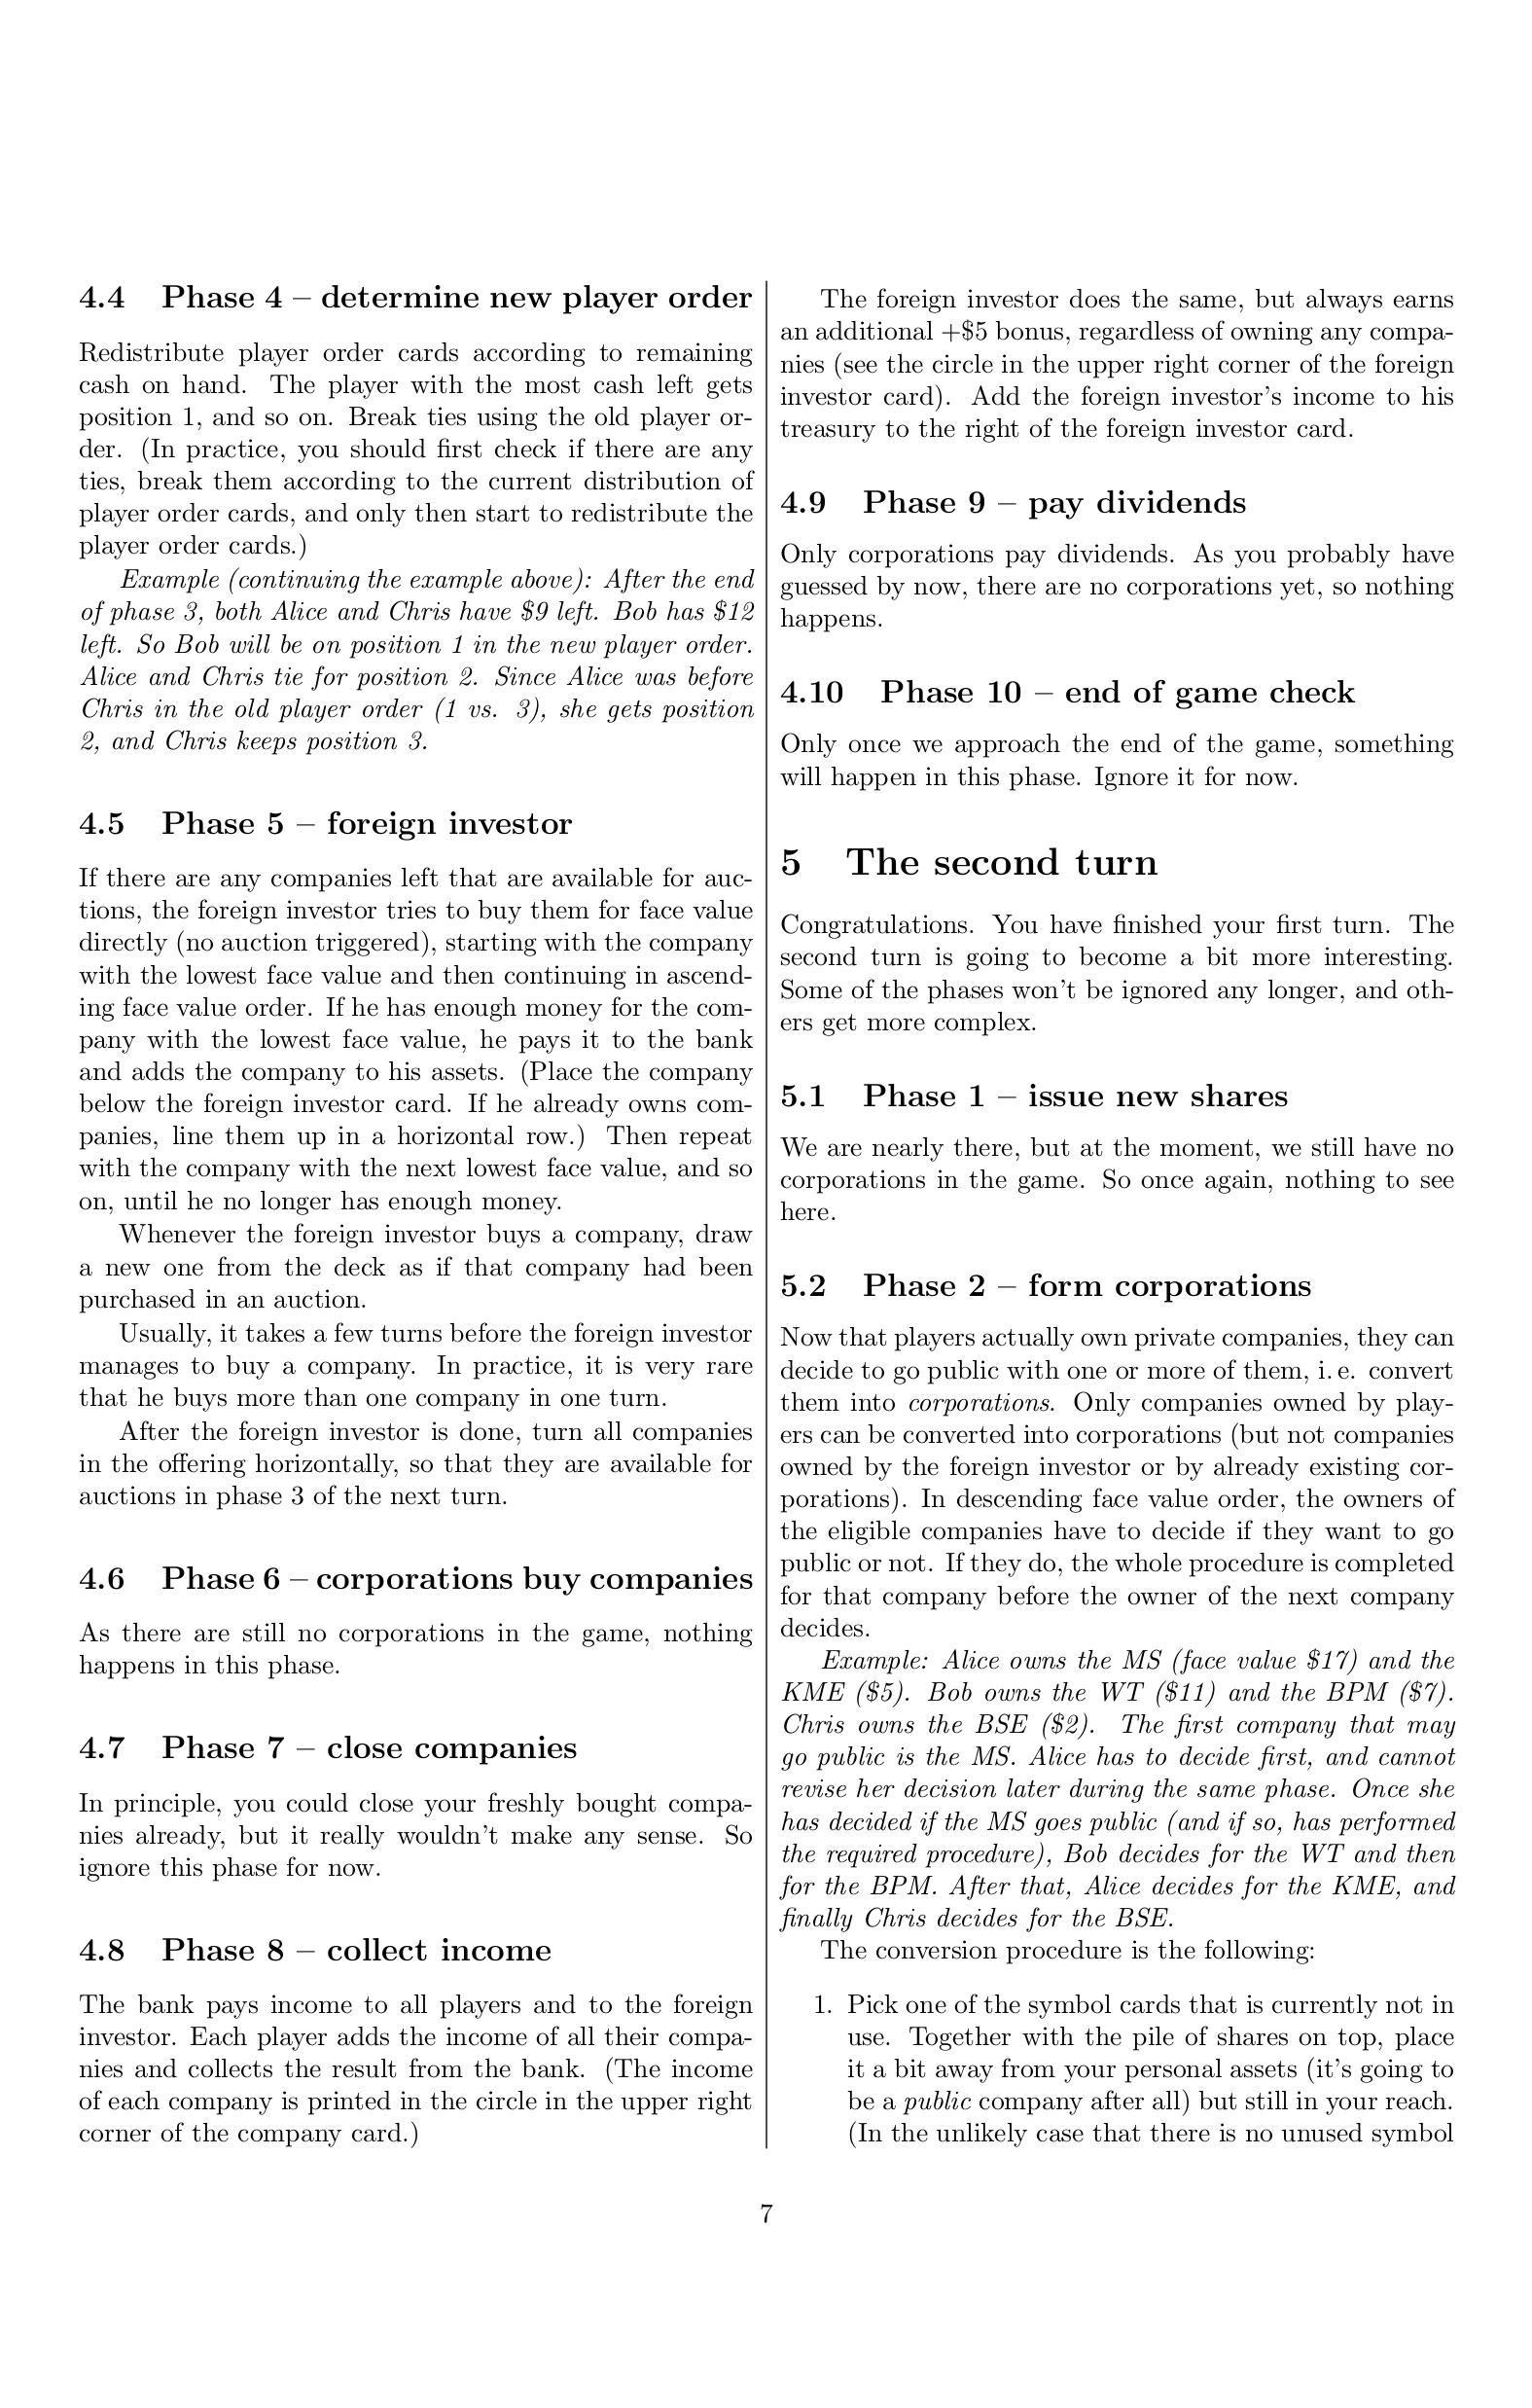 4.4 Phase 4 – determine new player order
Redistribute player order cards according to remaining
cash on hand. The player with the most cash left gets
position 1, and so on. Break ties using the old player or-
der. (In practice, you should first check if there are any
ties, break them according to the current distribution of
player order cards, and only then start to redistribute the
player order cards.)
Example (continuing the example above): After the end
of phase 3, both Alice and Chris have $9 left. Bob has $12
left. So Bob will be on position 1 in the new player order.
Alice and Chris tie for position 2. Since Alice was before
Chris in the old player order (1 vs. 3), she gets position
2, and Chris keeps position 3.
4.5 Phase 5 – foreign investor
If there are any companies left that are available for auc-
tions, the foreign investor tries to buy them for face value
directly (no auction triggered), starting with the company
with the lowest face value and then continuing in ascend-
ing face value order. If he has enough money for the com-
pany with the lowest face value, he pays it to the bank
and adds the company to his assets. (Place the company
below the foreign investor card. If he already owns com-
panies, line them up in a horizontal row.) Then repeat
with the company with the next lowest face value, and so
on, until he no longer has enough money.
Whenever the foreign investor buys a company, draw
a new one from the deck as if that company had been
purchased in an auction.
Usually, it takes a few turns before the foreign investor
manages to buy a company. In practice, it is very rare
that he buys more than one company in one turn.
After the foreign investor is done, turn all companies
in the offering horizontally, so that they are available for
auctions in phase 3 of the next turn.
4.6 Phase 6 – corporations buy companies
As there are still no corporations in the game, nothing
happens in this phase.
4.7 Phase 7 – close companies
In principle, you could close your freshly bought compa-
nies already, but it really wouldn't make any sense. So
ignore this phase for now.
4.8 Phase 8 – collect income
The bank pays income to all players and to the foreign
investor. Each player adds the income of all their compa-
nies and collects the result from the bank. (The income
of each company is printed in the circle in the upper right
corner of the company card.)
The foreign investor does the same, but always earns
an additional +$5 bonus, regardless of owning any compa-
nies (see the circle in the upper right corner of the foreign
investor card). Add the foreign investor's income to his
treasury to the right of the foreign investor card.
4.9 Phase 9 – pay dividends
Only corporations pay dividends. As you probably have
guessed by now, there are no corporations yet, so nothing
happens.
4.10 Phase 10 – end of game check
Only once we approach the end of the game, something
will happen in this phase. Ignore it for now.
5 The second turn
Congratulations. You have finished your first turn. The
second turn is going to become a bit more interesting.
Some of the phases won't be ignored any longer, and oth-
ers get more complex.
5.1 Phase 1 – issue new shares
We are nearly there, but at the moment, we still have no
corporations in the game. So once again, nothing to see
here.
5.2 Phase 2 – form corporations
Now that players actually own private companies, they can
decide to go public with one or more of them, i. e. convert
them into corporations. Only companies owned by play-
ers can be converted into corporations (but not companies
owned by the foreign investor or by already existing cor-
porations). In descending face value order, the owners of
the eligible companies have to decide if they want to go
public or not. If they do, the whole procedure is completed
for that company before the owner of the next company
decides.
Example: Alice owns the MS (face value $17) and the
KME ($5). Bob owns the WT ($11) and the BPM ($7).
Chris owns the BSE ($2). The first company that may
go public is the MS. Alice has to decide first, and cannot
revise her decision later during the same phase. Once she
has decided if the MS goes public (and if so, has performed
the required procedure), Bob decides for the WT and then
for the BPM. After that, Alice decides for the KME, and
finally Chris decides for the BSE.
The conversion procedure is the following:
1. Pick one of the symbol cards that is currently not in
use. Together with the pile of shares on top, place
it a bit away from your personal assets (it's going to
be a public company after all) but still in your reach.
(In the unlikely case that there is no unused symbol
7